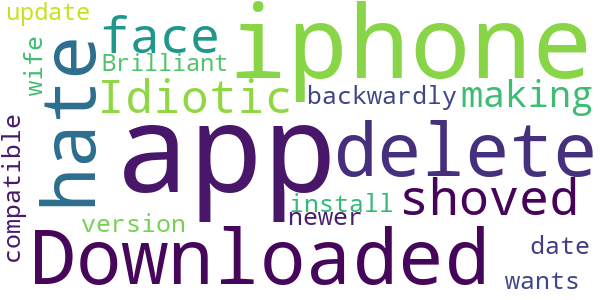 update
wife
hate
face
Brilliant
Idiotic
iphone
backwardly
making
app
delete
compatible
install
newer
shoved
version
Downloaded
date
wants